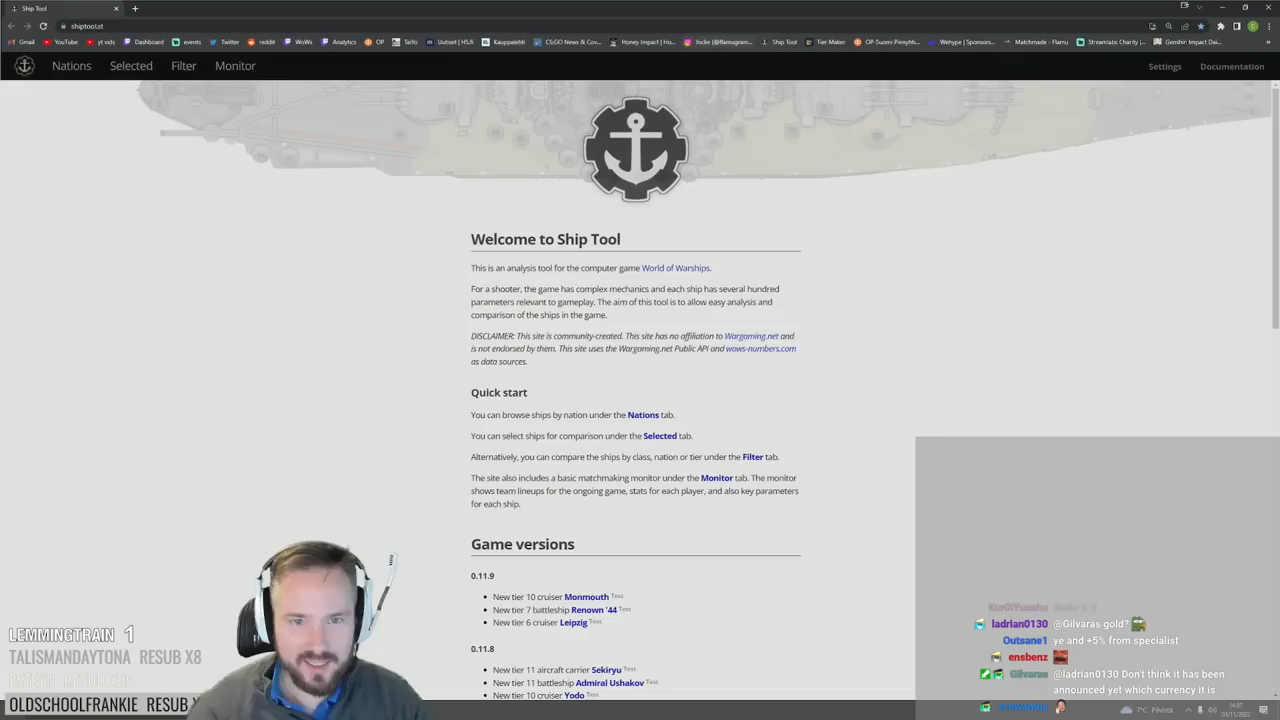 Ship Tool
shiptool.st
Gmail YouTube yt vids Dashboard events Twitter reddit WoWs Analytics OP TaiYo Uutiset | HS.fi Kauppalehti CS:GO News & Cov... Honey Impact | Ho... Jocke (@flamugram... Ship Tool Tier Maker OP-Suomi Pienyhti... Wehype | Sponsors... Matchmade - Flamu Streamlabs Charity |... Genshin Impact Dai...
Nations Selected Filter Monitor Settings Documentation
Welcome to Ship Tool
This is an analysis tool for the computer game World of Warships.
For a shooter, the game has complex mechanics and each ship has several hundred
parameters relevant to gameplay. The aim of this tool is to allow easy analysis and
comparison of the ships in the game.
DISCLAIMER: This site is community-created. This site has no affiliation to Wargaming.net and
is not endorsed by them. This site uses the Wargaming.net Public API and wows-numbers.com
as data sources.
Quick start
You can browse ships by nation under the Nations tab.
You can select ships for comparison under the Selected tab.
Alternatively, you can compare the ships by class, nation or tier under the Filter tab.
The site also includes a basic matchmaking monitor under the Monitor tab. The monitor
shows team lineups for the ongoing game, stats for each player, and also key parameters
for each ship.
Game versions
0.11.9
New tier 10 cruiser Monmouth Test
New tier 7 battleship Renown '44 Test
New tier 6 cruiser Leipzig Test
0.11.8
New tier 11 aircraft carrier Sekiryu Test
New tier 11 battleship Admiral Ushakov Test
New tier 10 cruiser Yodo Test
LEMMINGTRAIN 1
TALISMANDAYTONA RESUB X8
OLDSCHOOLFRANKIE RESUB X
ladrian0130 @Gilvaras gold?
Outsane1 ye and +5% from specialist
ensbenz
Gilvaras @ladrian0130 Don't think it has been
announced yet which currency it is
7°C Pilvistä
14.07
03/11/2022